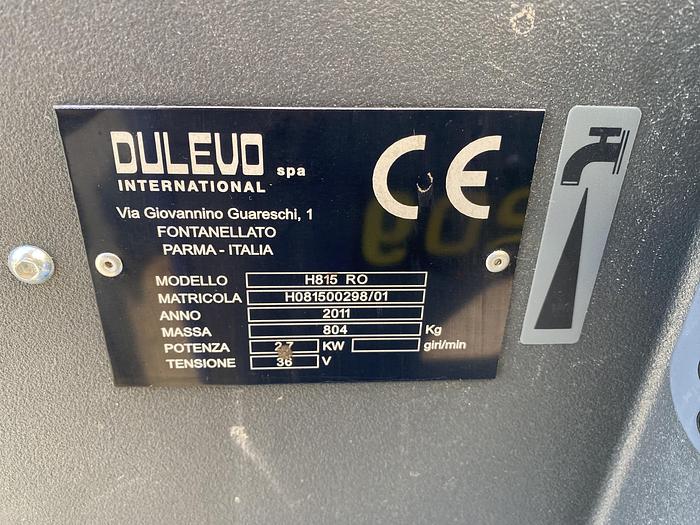 DULEVO spa
INTERNATIONAL
CE
Via Giovannino Guareschi, 1
FONTANELLATO
PARMA - ITALIA
MODELLO H815 RO
MATRICOLA H081500298/01
ANNO 2011
MASSA 804 Kg
POTENZA 2.7 KW giri/min
TENSIONE 36 V